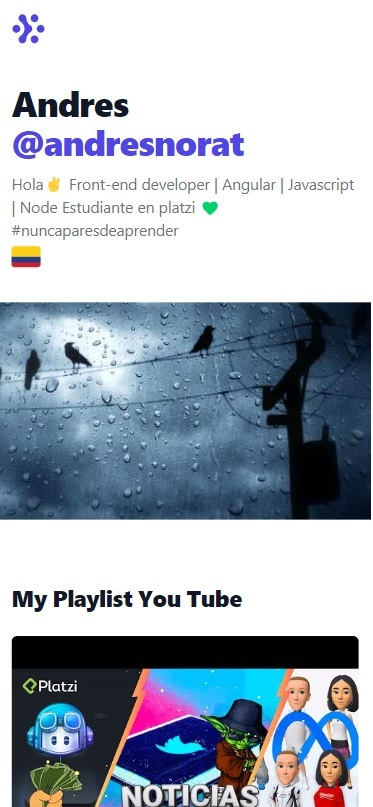 Andres
@andresnorat
Hola✌️ Front-end developer | Angular | Javascript
| Node Estudiante en platzi 💚
#nuncaparesdeaprender
🇨🇴
My Playlist You Tube
Platzi
NOTICIAS